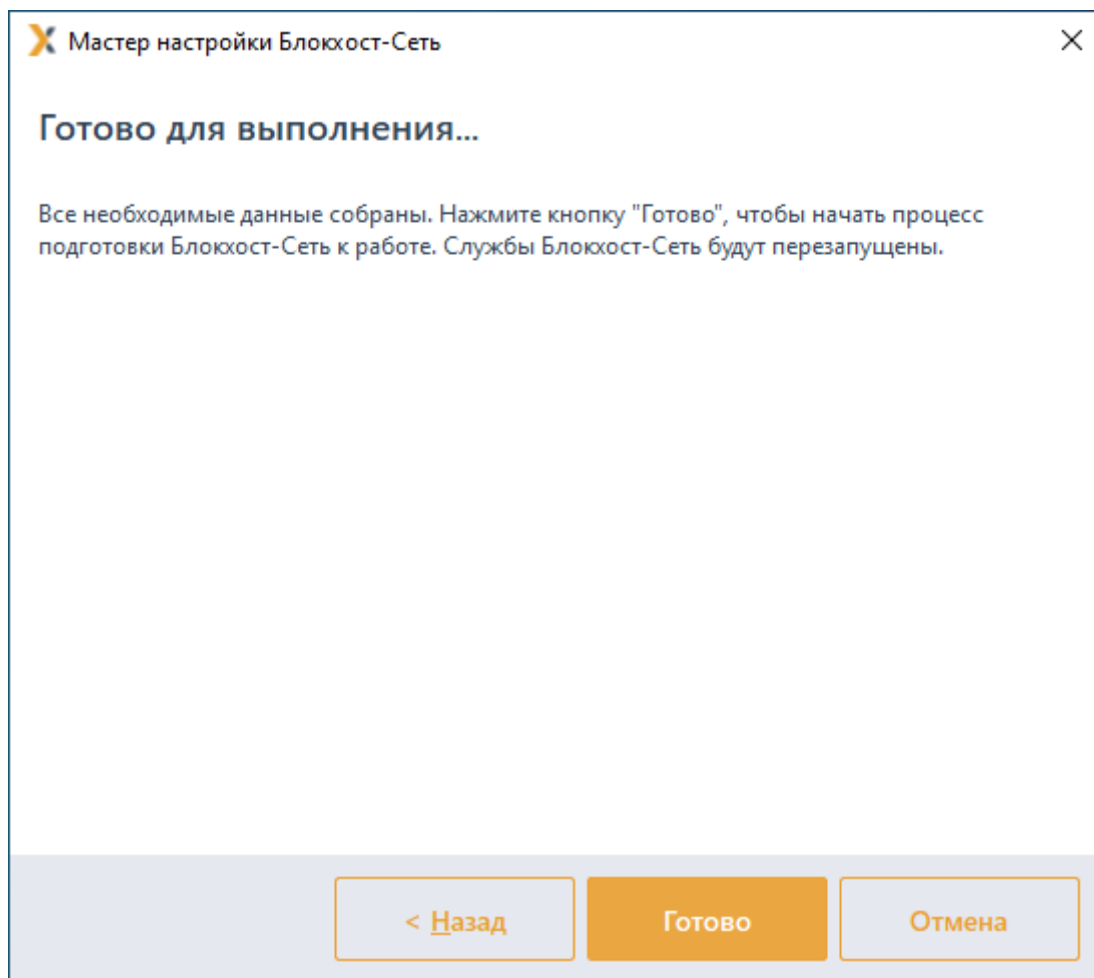 Мастер настройки Блокхост-Сеть
Готово для выполнения...
Все необходимые данные собраны. Нажмите кнопку "Готово", чтобы начать процесс
подготовки Блокхост-Сеть к работе. Службы Блокхост-Сеть будут перезапущены.
< Назад
Готово
Отмена